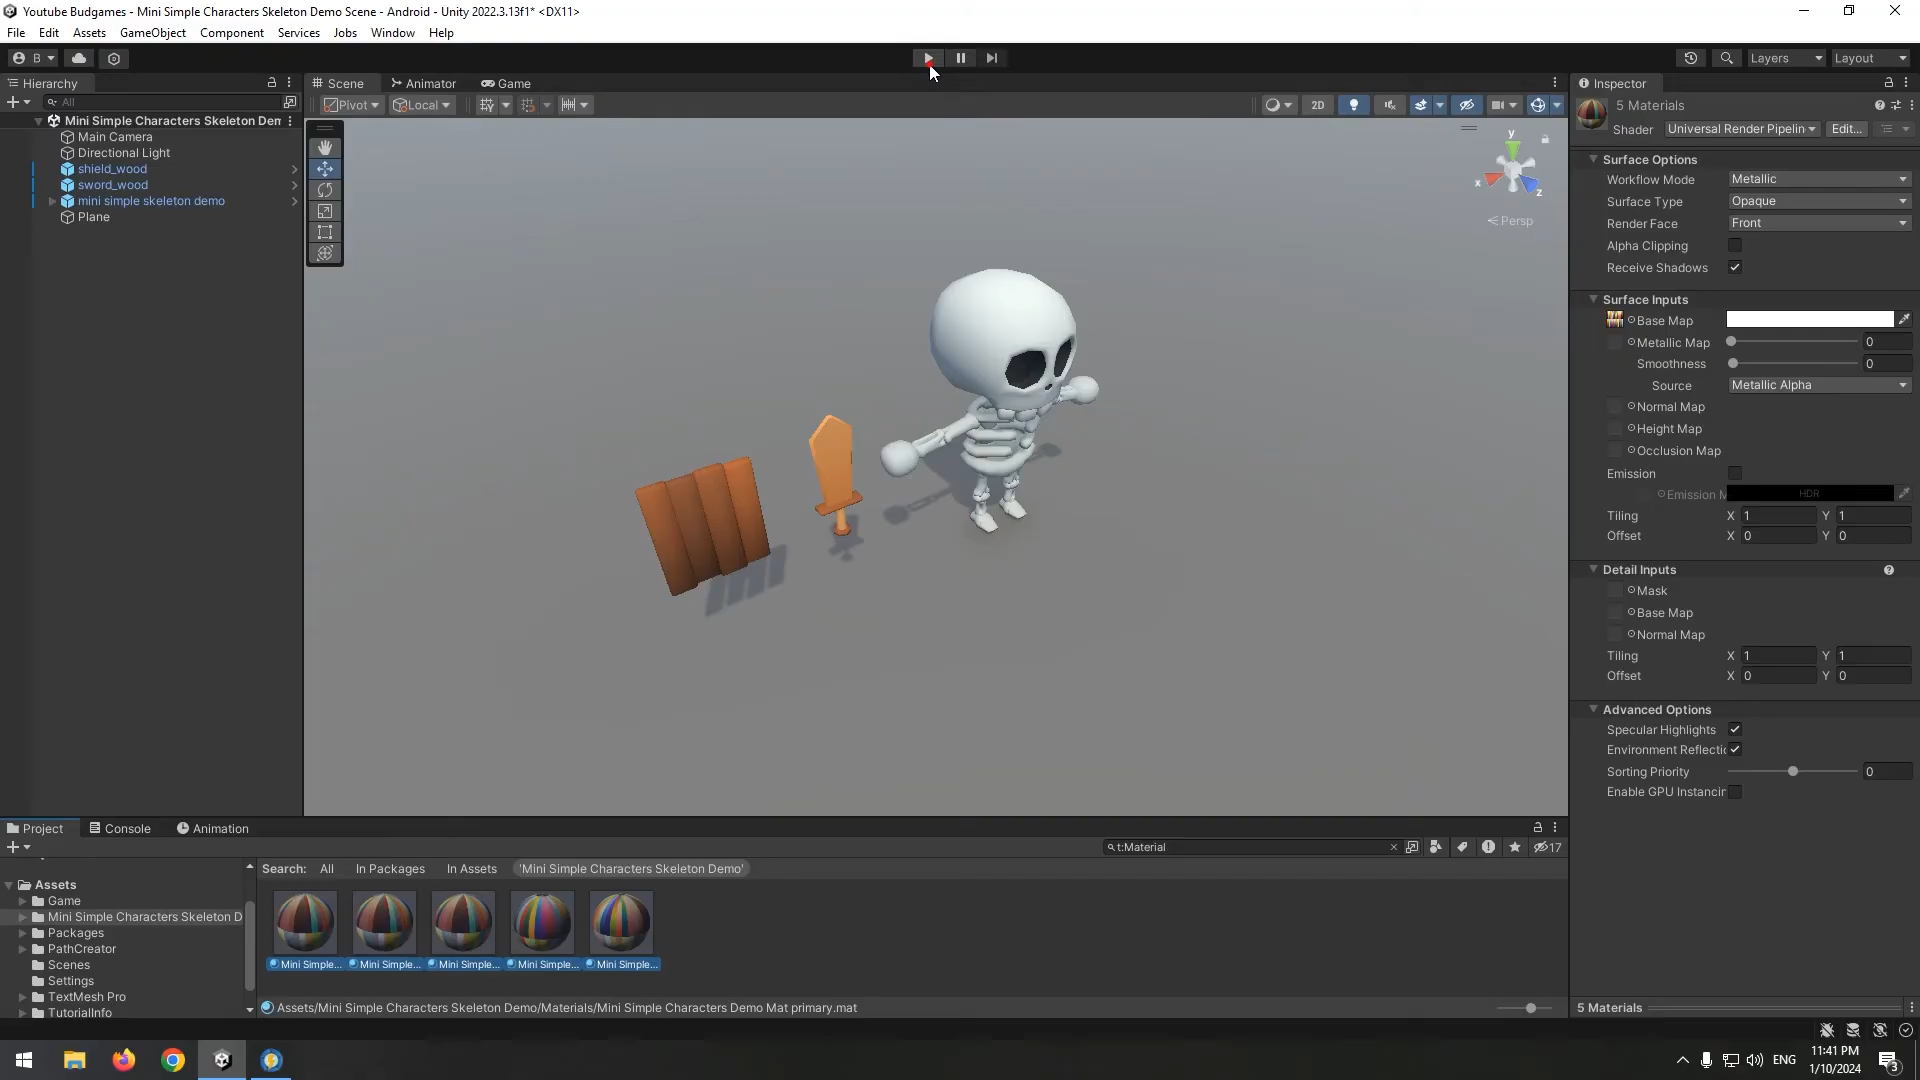 Youtube Budgames - Mini Simple Characters Skeleton Demo Scene - Android - Unity 2022.3.13f1* <DX11>
File Edit Assets GameObject Component Services Jobs Window Help
B
Layers
Layout
Hierarchy
All
Mini Simple Characters Skeleton Den
Main Camera
Directional Light
shield_wood
sword_wood
mini simple skeleton demo
Plane
Scene
Animator
Game
Pivot
Local
2D
y
x
z
Persp
Inspector
5 Materials
Shader
Universal Render Pipelin
Edit...
Surface Options
Workflow Mode Metallic
Surface Type Opaque
Render Face Front
Alpha Clipping
Receive Shadows
Surface Inputs
Base Map
Metallic Map 0
Smoothness 0
Source Metallic Alpha
Normal Map
Height Map
Occlusion Map
Emission
Emission M HDR
Tiling X 1 Y 1
Offset X 0 Y 0
Detail Inputs
Mask
Base Map
Normal Map
Tiling X 1 Y 1
Offset X 0 Y 0
Advanced Options
Specular Highlights
Environment Reflectic
Sorting Priority 0
Enable GPU Instancin
5 Materials
Project
Console
Animation
t:Material
17
Assets
Game
Mini Simple Characters Skeleton D
Packages
PathCreator
Scenes
Settings
TextMesh Pro
TutorialInfo
Search: All In Packages In Assets 'Mini Simple Characters Skeleton Demo'
Mini Simple... Mini Simple... Mini Simple... Mini Simple... Mini Simple...
Assets/Mini Simple Characters Skeleton Demo/Materials/Mini Simple Characters Demo Mat primary.mat
ENG
11:41 PM
1/10/2024
3